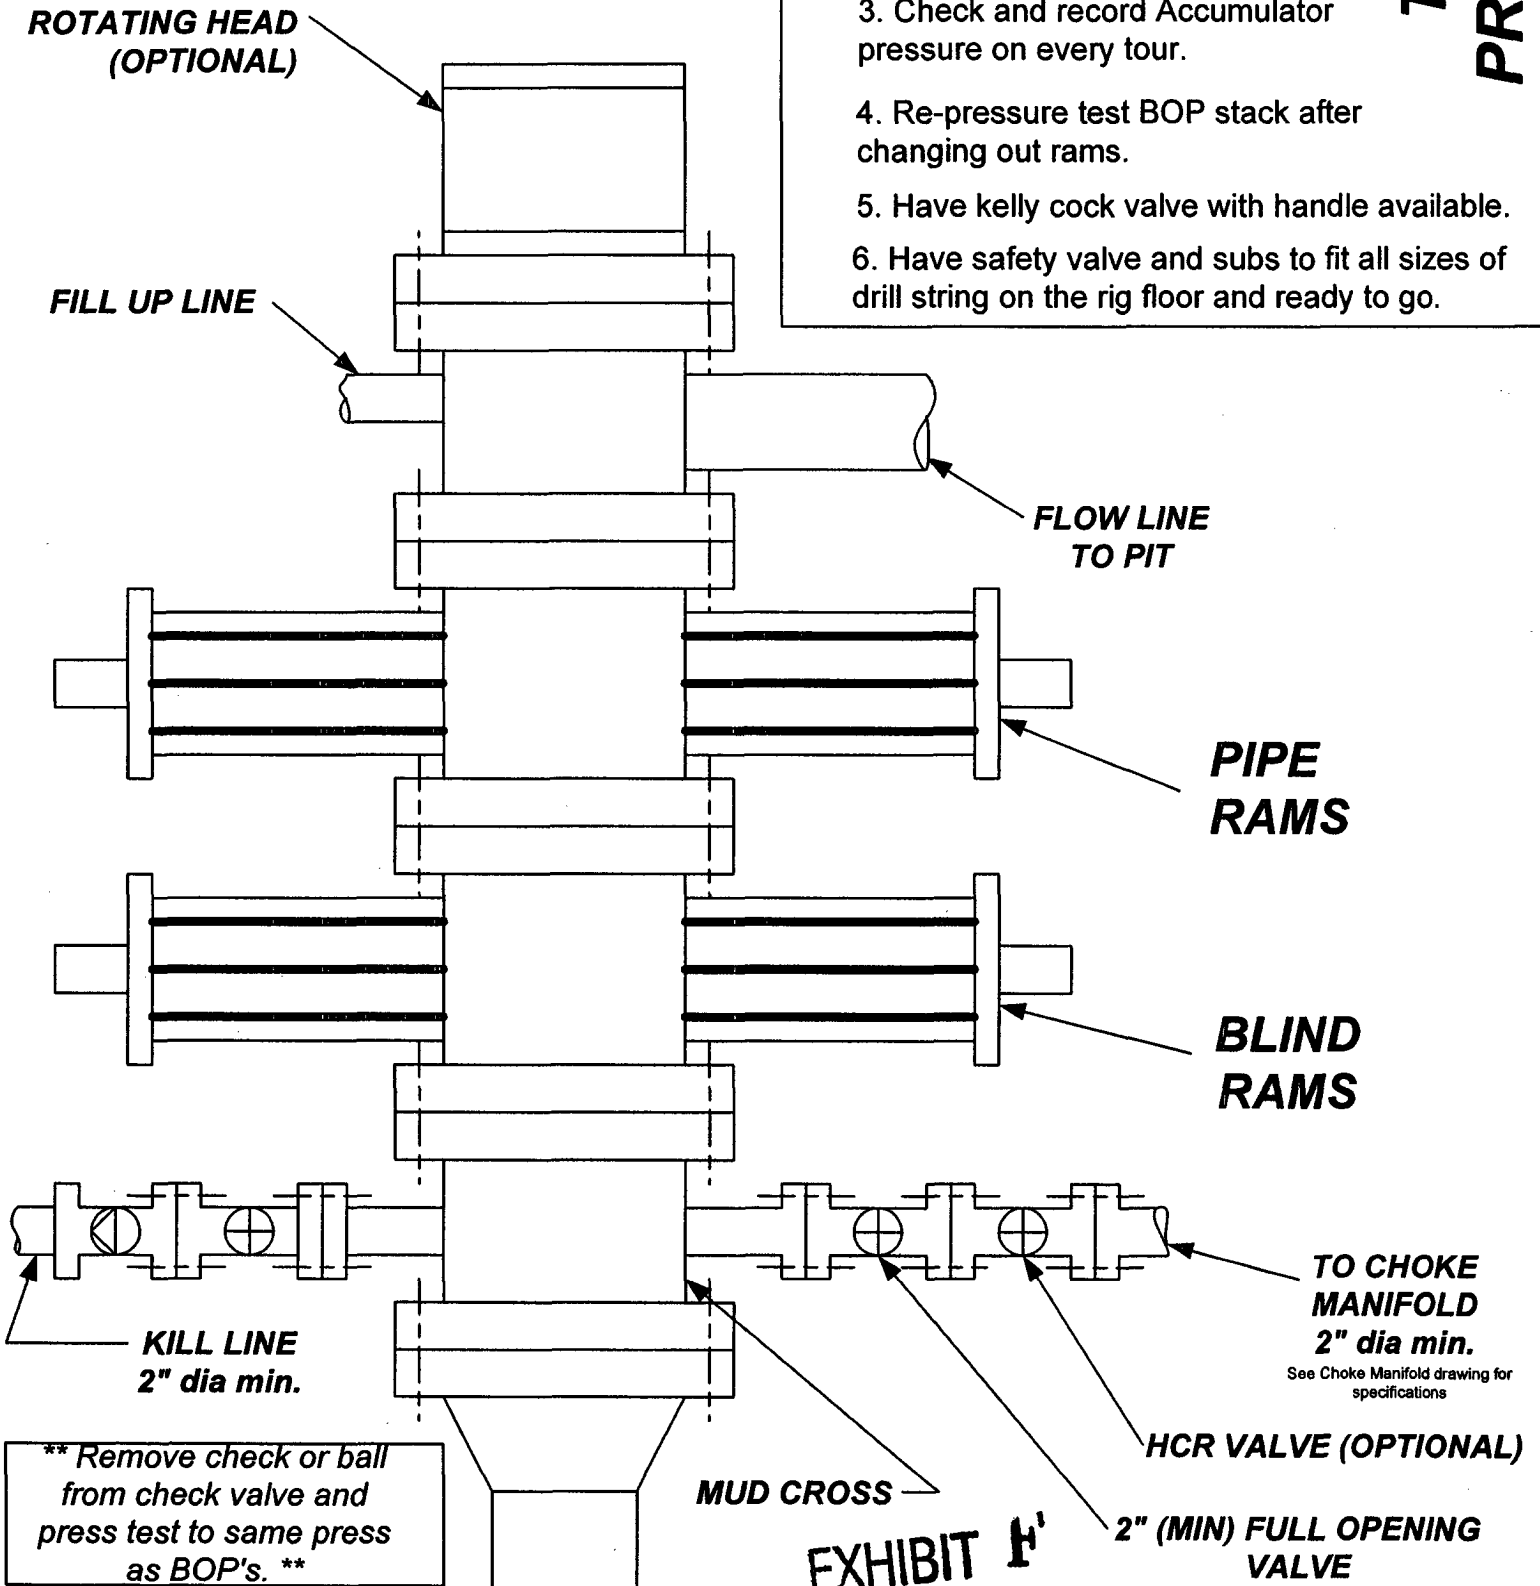 ROTATING HEAD
(OPTIONAL)
3. Check and record Accumulator
pressure on every tour.
4. Re-pressure test BOP stack after
changing out rams.
5. Have kelly cock valve with handle available.
6. Have safety valve and subs to fit all sizes of
drill string on the rig floor and ready to go.
PR
FILL UP LINE
FLOW LINE
TO PIT
PIPE
RAMS
BLIND
RAMS
KILL LINE
2" dia min.
TO CHOKE
MANIFOLD
2" dia min.
See Choke Manifold drawing for
specifications
HCR VALVE (OPTIONAL)
MUD CROSS
2" (MIN) FULL OPENING
VALVE
** Remove check or ball
from check valve and
press test to same press
as BOP's. **
EXHIBIT F